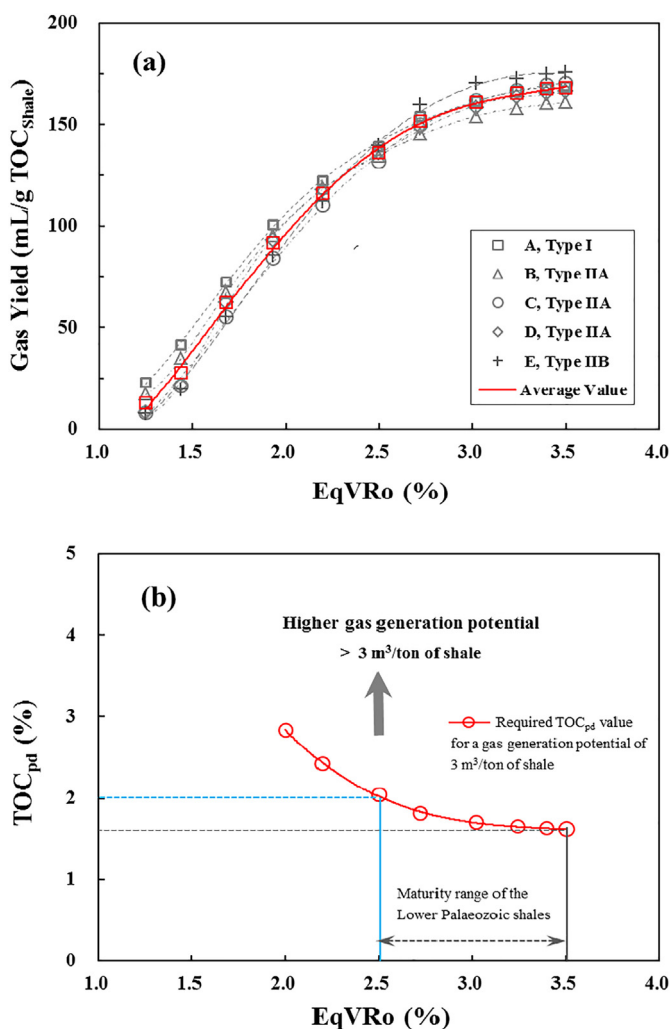 (a)
200
150
100
50
0
Gas Yield (mL/g TOC_Shale)
A, Type I
B, Type IIA
C, Type IIA
D, Type IIA
E, Type IIB
Average Value
1.0 1.5 2.0 2.5 3.0 3.5 4.0
EqVRo (%)
(b)
5
4
3
2
1
0
TOC_pd (%)
Higher gas generation potential
> 3 m³/ton of shale
Required TOC_pd value
for a gas generation potential of
3 m³/ton of shale
Maturity range of the
Lower Palaeozoic shales
1.0 1.5 2.0 2.5 3.0 3.5 4.0
EqVRo (%)